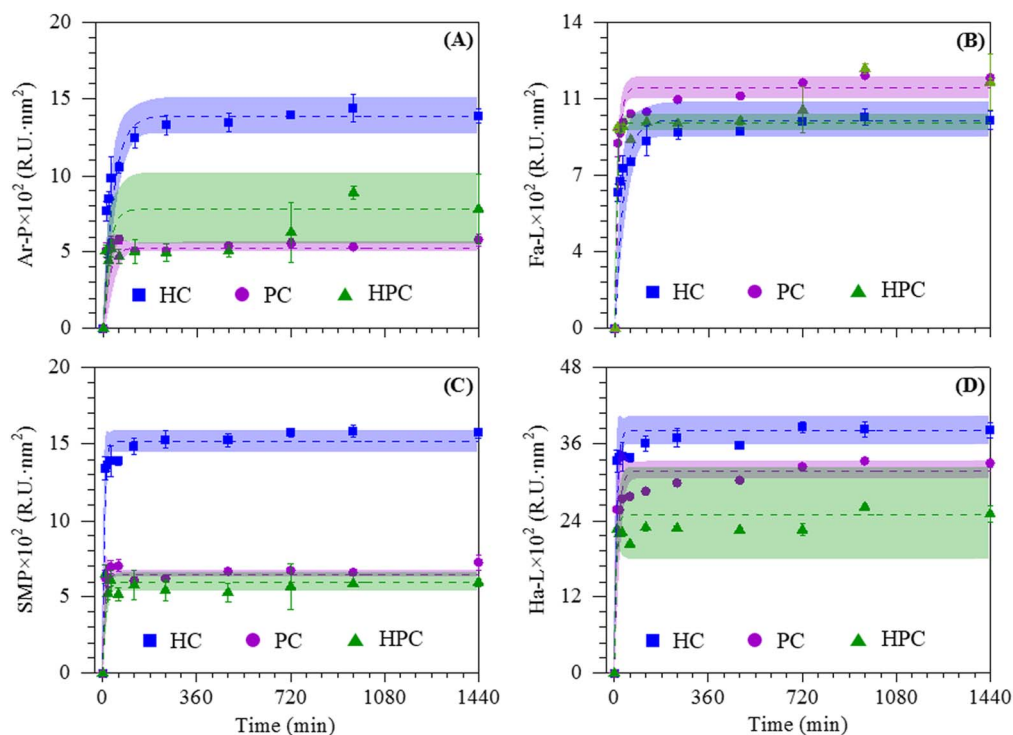 20
15
10
5
0
Ar-P×10² (R.U.·nm²)
(A)
HC PC HPC
14
11
7
4
0
Fa-L×10² (R.U.·nm²)
(B)
HC PC HPC
20
15
10
5
0
SMP×10² (R.U.·nm²)
(C)
HC PC HPC
0 360 720 1080 1440
Time (min)
48
36
24
12
0
Ha-L×10² (R.U.·nm²)
(D)
HC PC HPC
0 360 720 1080 1440
Time (min)